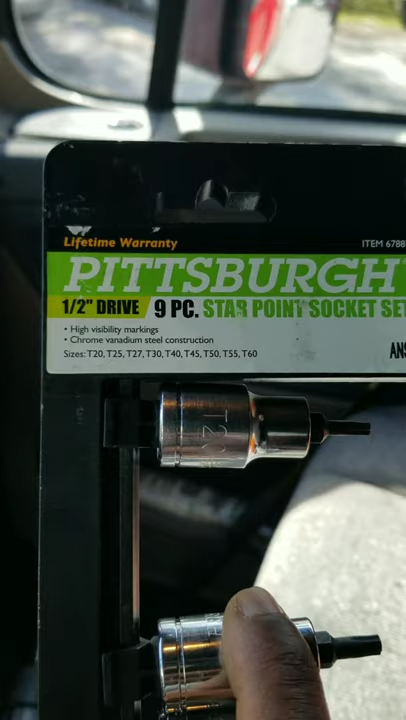 Lifetime Warranty
ITEM 6788
PITTSBURGH
1/2" DRIVE / 9 PC. STAR POINT SOCKET SET
• High visibility markings
• Chrome vanadium steel construction
Sizes: T20, T25, T27, T30, T40, T45, T50, T55, T60
ANS
T20